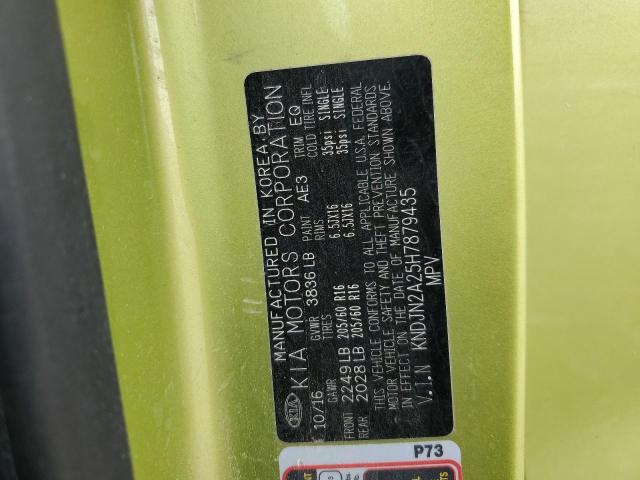 MANUFACTURED IN KOREA BY
KIA KIA MOTORS CORPORATION
10/16 GVWR 3836 LB PAINT AE3 TRIM EQ
GAWR TIRES RIMS COLD TIRE INFL
FRONT 2249 LB 205/60 R16 6.5JX16 35psi SINGLE
REAR 2028 LB 205/60 R16 6.5JX16 35psi SINGLE
THIS VEHICLE CONFORMS TO ALL APPLICABLE U.S.A. FEDERAL
MOTOR VEHICLE SAFETY AND THEFT PREVENTION STANDARDS
IN EFFECT ON THE DATE OF MANUFACTURE SHOWN ABOVE.
V.I.N KNDJN2A25H7879435
MPV
P73